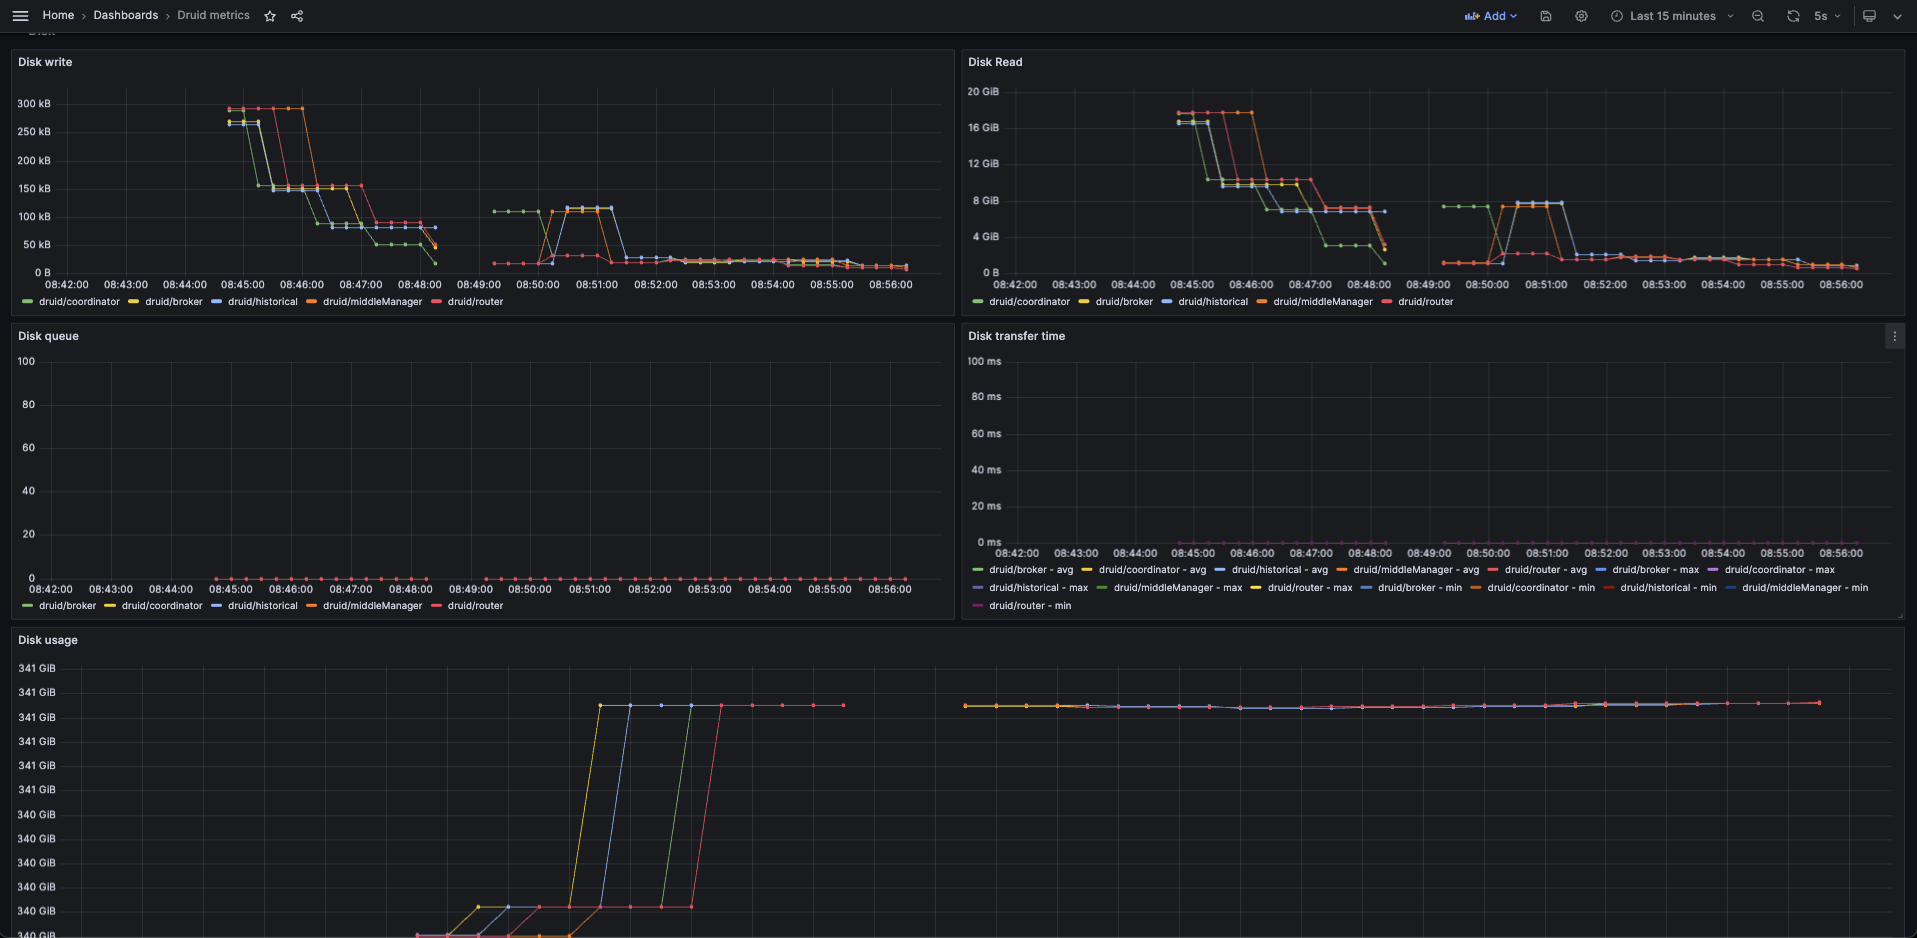 Home › Dashboards › Druid metrics
Add
Last 15 minutes
5s
Disk
Disk write
300 kB
250 kB
200 kB
150 kB
100 kB
50 kB
0 B
08:42:00 08:43:00 08:44:00 08:45:00 08:46:00 08:47:00 08:48:00 08:49:00 08:50:00 08:51:00 08:52:00 08:53:00 08:54:00 08:55:00 08:56:00
druid/coordinator druid/broker druid/historical druid/middleManager druid/router
Disk Read
20 GiB
16 GiB
12 GiB
8 GiB
4 GiB
0 B
08:42:00 08:43:00 08:44:00 08:45:00 08:46:00 08:47:00 08:48:00 08:49:00 08:50:00 08:51:00 08:52:00 08:53:00 08:54:00 08:55:00 08:56:00
druid/coordinator druid/broker druid/historical druid/middleManager druid/router
Disk queue
100
80
60
40
20
0
08:42:00 08:43:00 08:44:00 08:45:00 08:46:00 08:47:00 08:48:00 08:49:00 08:50:00 08:51:00 08:52:00 08:53:00 08:54:00 08:55:00 08:56:00
druid/broker druid/coordinator druid/historical druid/middleManager druid/router
Disk transfer time
100 ms
80 ms
60 ms
40 ms
20 ms
0 ms
08:42:00 08:43:00 08:44:00 08:45:00 08:46:00 08:47:00 08:48:00 08:49:00 08:50:00 08:51:00 08:52:00 08:53:00 08:54:00 08:55:00 08:56:00
druid/broker - avg druid/coordinator - avg druid/historical - avg druid/middleManager - avg druid/router - avg druid/broker - max druid/coordinator - max
druid/historical - max druid/middleManager - max druid/router - max druid/broker - min druid/coordinator - min druid/historical - min druid/middleManager - min
druid/router - min
Disk usage
341 GiB
341 GiB
341 GiB
341 GiB
341 GiB
341 GiB
340 GiB
340 GiB
340 GiB
340 GiB
340 GiB
340 GiB